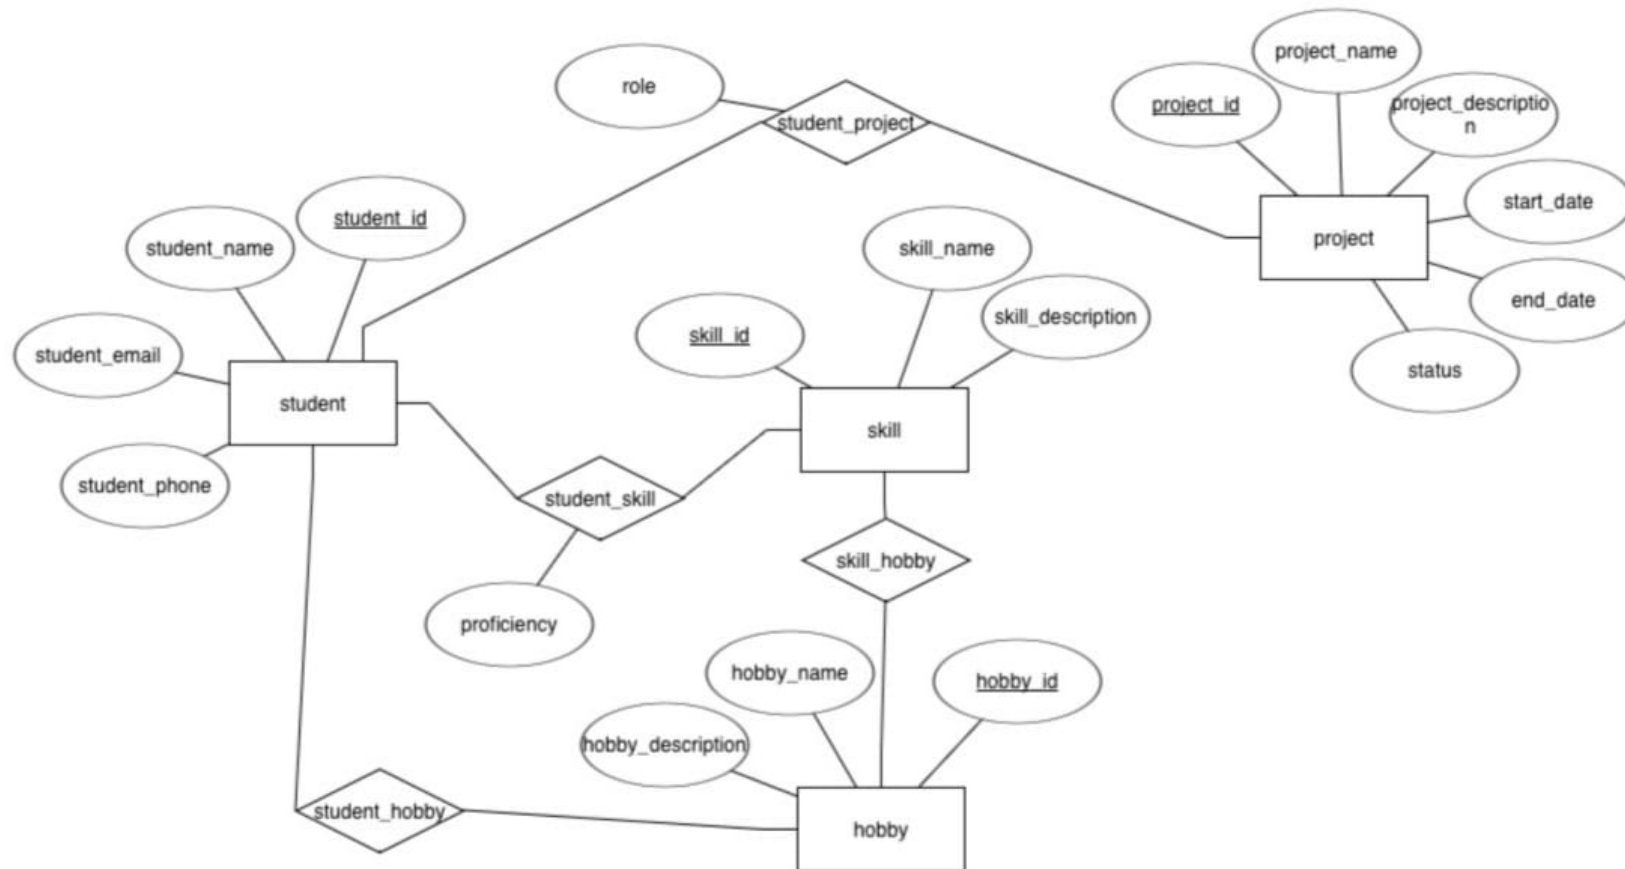 project_name
role
project_id
project_descriptio
n
student_project
start_date
student_id
student_name
skill_name
project
end_date
skill_description
skill_id
student_email
status
student
skill
student_phone
student_skill
skill_hobby
proficiency
hobby_name
hobby_id
hobby_description
student_hobby
hobby